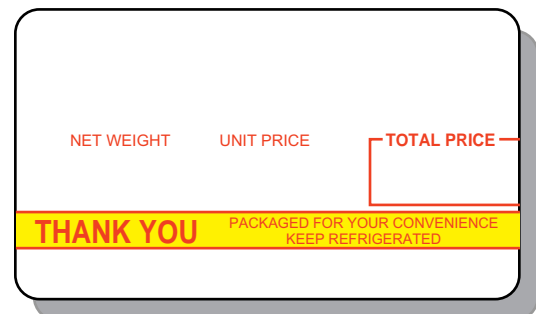 NET WEIGHT UNIT PRICE TOTAL PRICE
THANK YOU
PACKAGED FOR YOUR CONVENIENCE
KEEP REFRIGERATED